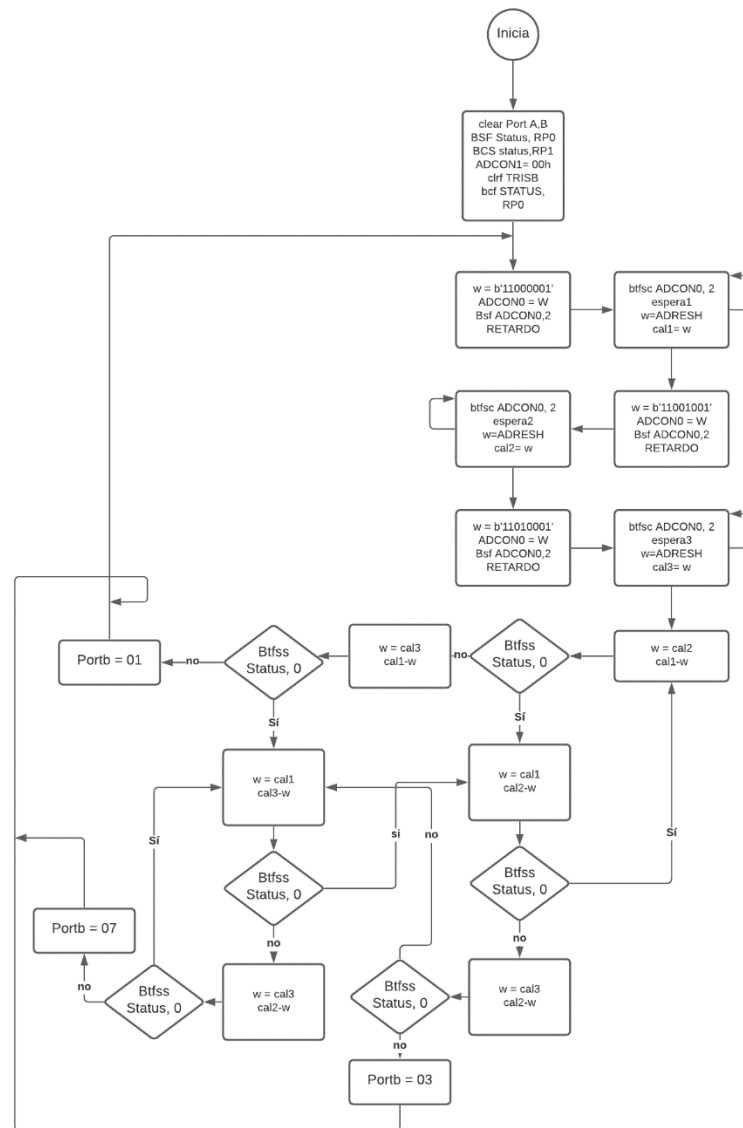 Inicia
clear Port A,B
BSF Status, RP0
BCS status,RP1
ADCON1= 00h
clrf TRISB
bcf STATUS,
RP0
w = b'11000001'
ADCON0 = W
Bsf ADCON0,2
RETARDO
btfsc ADCON0, 2
espera1
w=ADRESH
cal1= w
btfsc ADCON0, 2
espera2
w=ADRESH
cal2= w
w = b'11001001'
ADCON0 = W
Bsf ADCON0,2
RETARDO
w = b'11010001'
ADCON0 = W
Bsf ADCON0,2
RETARDO
btfsc ADCON0, 2
espera3
w=ADRESH
cal3= w
Portb = 01
no
Btfss
Status, 0
w = cal3
cal1-w
no
Btfss
Status, 0
w = cal2
cal1-w
Sí
Sí
w = cal1
cal3-w
w = cal1
cal2-w
Sí
si
no
Sí
Btfss
Status, 0
Btfss
Status, 0
Portb = 07
no
no
no
Btfss
Status, 0
w = cal3
cal2-w
Btfss
Status, 0
w = cal3
cal2-w
no
Portb = 03